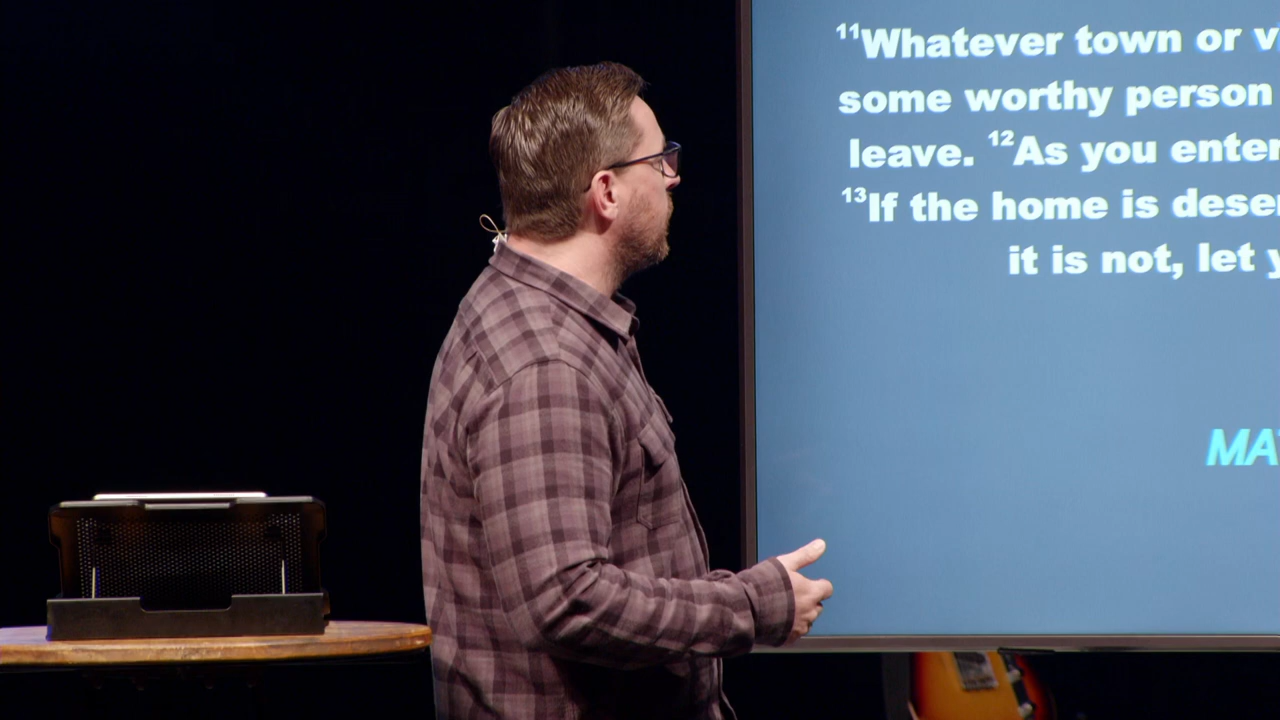 ¹¹Whatever town or v
some worthy person
leave. ¹²As you enter
¹³If the home is dese
it is not, let y
MAT